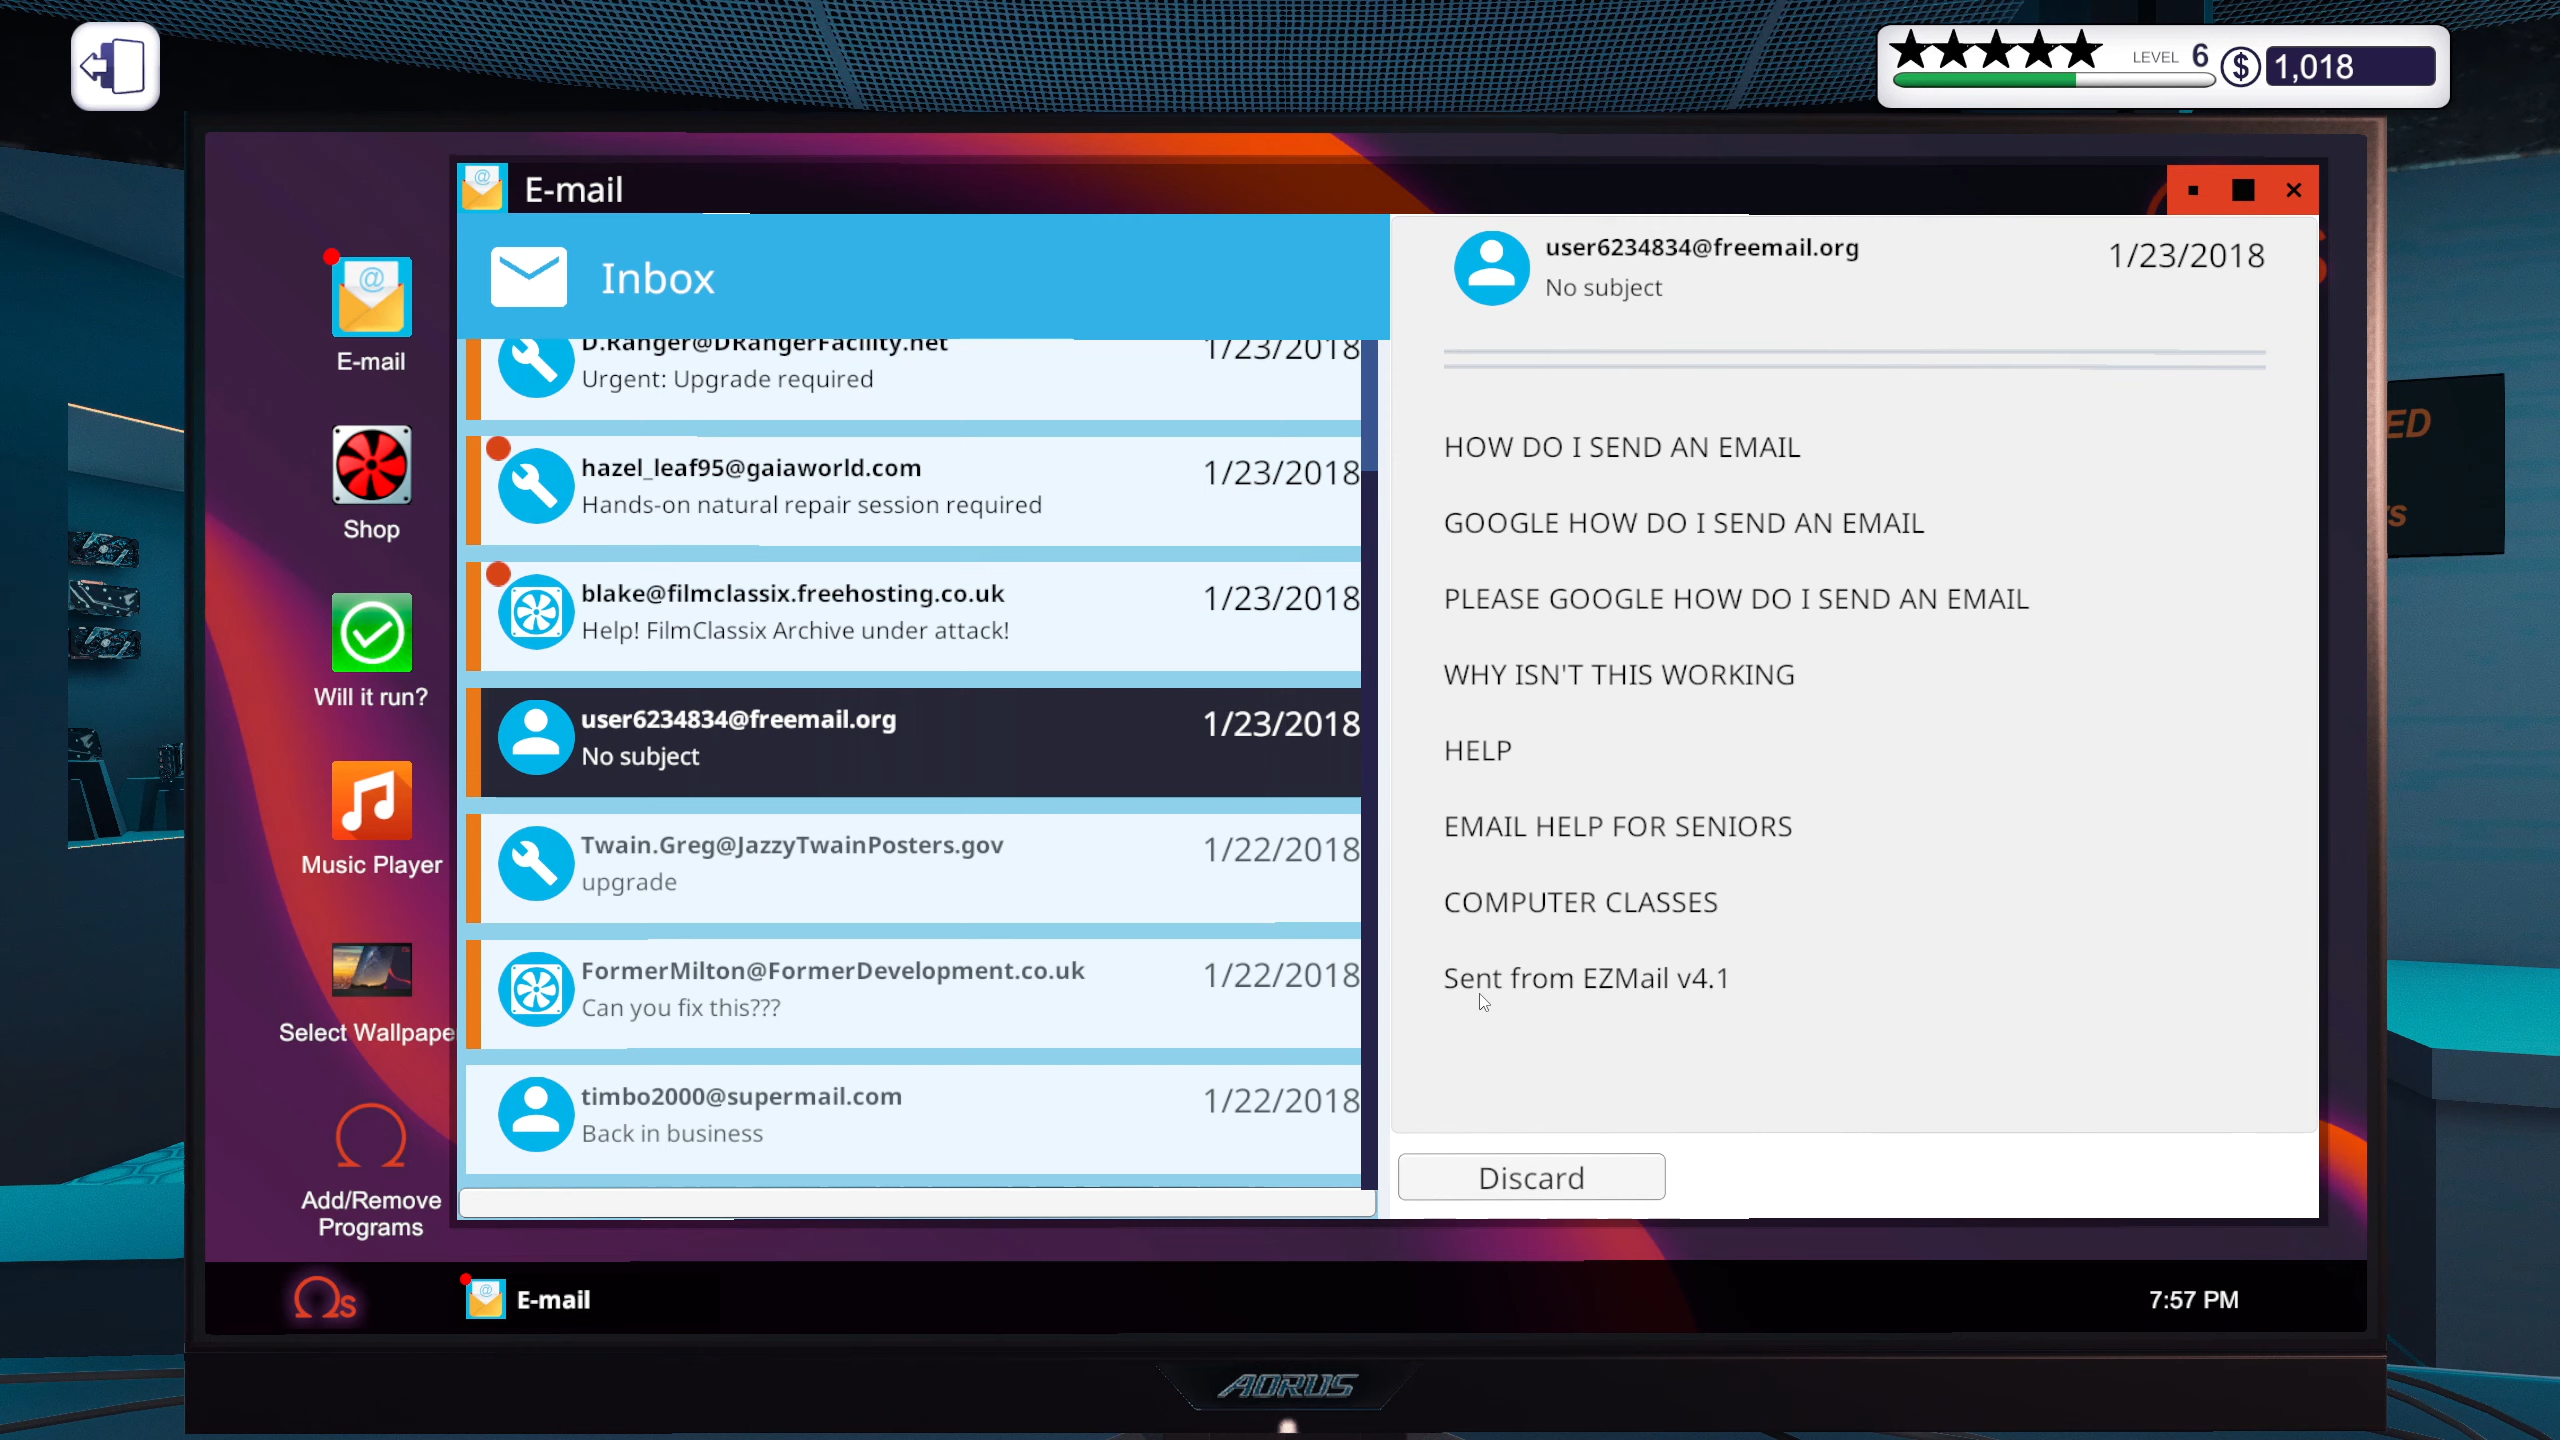 LEVEL 6
1,018
E-mail
Inbox
D.Ranger@DRangerFacility.net
1/23/2018
Urgent: Upgrade required
hazel_leaf95@gaiaworld.com
1/23/2018
Hands-on natural repair session required
blake@filmclassix.freehosting.co.uk
1/23/2018
Help! FilmClassix Archive under attack!
user6234834@freemail.org
1/23/2018
No subject
Twain.Greg@JazzyTwainPosters.gov
1/22/2018
upgrade
FormerMilton@FormerDevelopment.co.uk
1/22/2018
Can you fix this???
timbo2000@supermail.com
1/22/2018
Back in business
user6234834@freemail.org
1/23/2018
No subject
HOW DO I SEND AN EMAIL
GOOGLE HOW DO I SEND AN EMAIL
PLEASE GOOGLE HOW DO I SEND AN EMAIL
WHY ISN'T THIS WORKING
HELP
EMAIL HELP FOR SENIORS
COMPUTER CLASSES
Sent from EZMail v4.1
Discard
E-mail
Shop
Will it run?
Music Player
Select Wallpape
Add/Remove
Programs
Ωs
E-mail
7:57 PM
AORUS